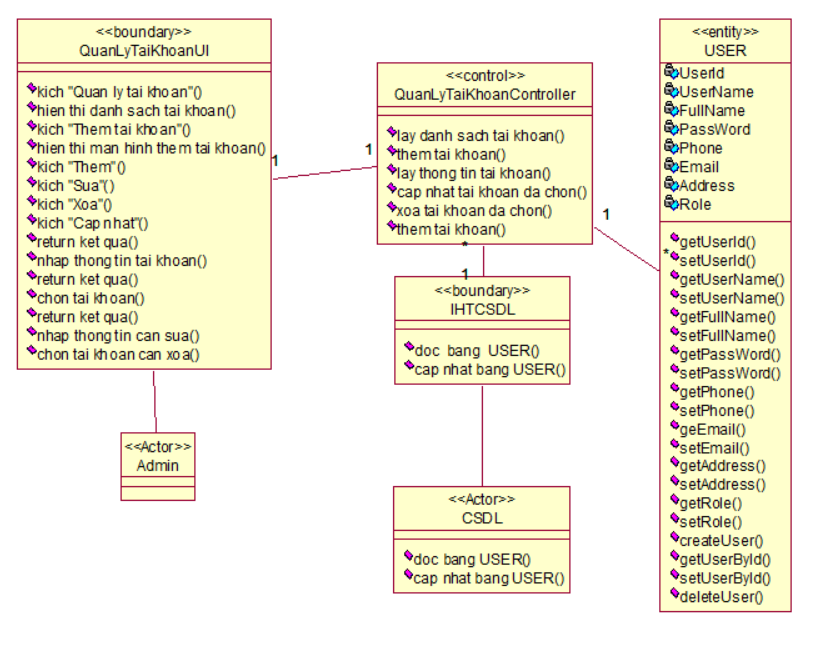 <<boundary>>
QuanLyTaiKhoanUI
kich "Quan ly tai khoan"()
hien thi danh sach tai khoan()
kich "Them tai khoan"()
hien thi man hinh them tai khoan()
kich "Them"()
kich "Sua"()
kich "Xoa"()
kich "Cap nhat"()
return ket qua()
nhap thong tin tai khoan()
return ket qua()
chon tai khoan()
return ket qua()
nhap thong tin can sua()
chon tai khoan can xoa()
1
1
<<Actor>>
Admin
<<control>>
QuanLyTaiKhoanController
lay danh sach tai khoan()
them tai khoan()
lay thong tin tai khoan()
cap nhat tai khoan da chon()
xoa tai khoan da chon()
them tai khoan()
*
1
1
*
<<boundary>>
IHTCSDL
doc bang USER()
cap nhat bang USER()
<<Actor>>
CSDL
doc bang USER()
cap nhat bang USER()
<<entity>>
USER
UserId
UserName
FullName
PassWord
Phone
Email
Address
Role
getUserId()
setUserId()
getUserName()
setUserName()
getFullName()
setFullName()
getPassWord()
setPassWord()
getPhone()
setPhone()
geEmail()
setEmail()
getAddress()
setAddress()
getRole()
setRole()
createUser()
getUserById()
setUserById()
deleteUser()